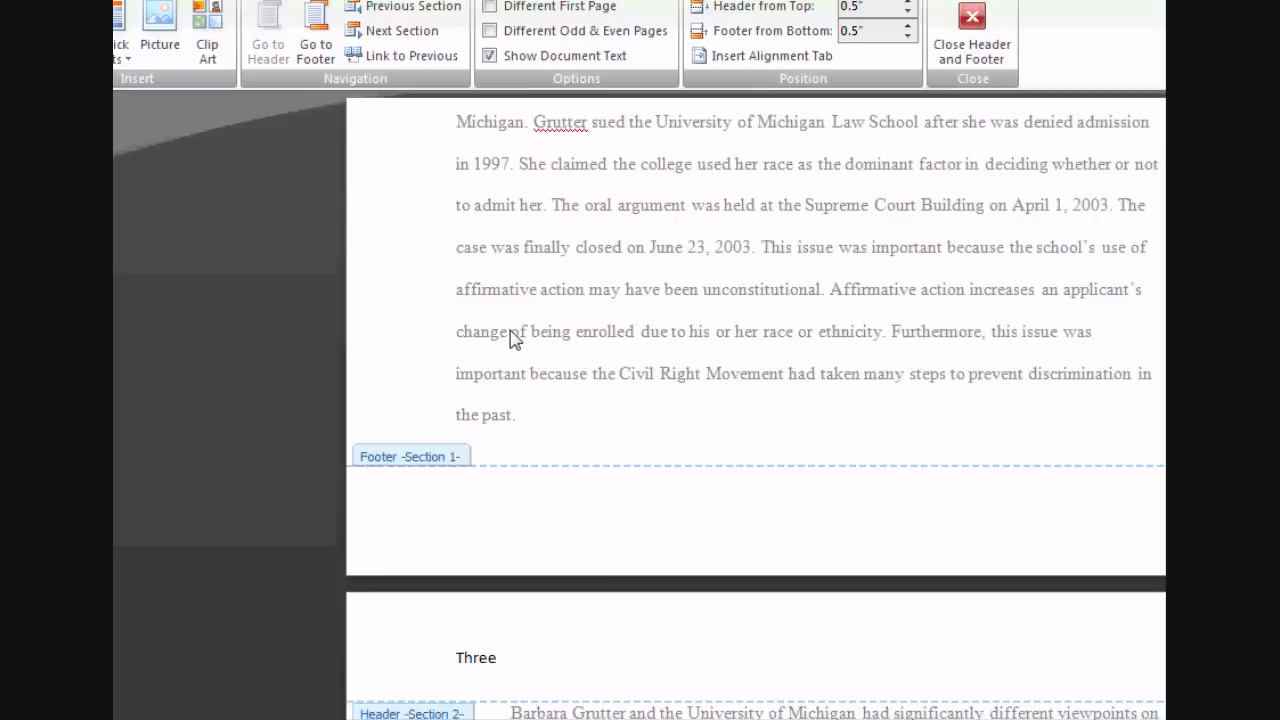 Previous Section
Different First Page
Header from Top: 0.5"
ick
Picture
Clip
Go to
Go to
Next Section
Different Odd & Even Pages
Footer from Bottom: 0.5"
Close Header
ts
Art
Header
Footer
Link to Previous
Show Document Text
Insert Alignment Tab
and Footer
Insert
Navigation
Options
Position
Close
Michigan. Grutter sued the University of Michigan Law School after she was denied admission
in 1997. She claimed the college used her race as the dominant factor in deciding whether or not
to admit her. The oral argument was held at the Supreme Court Building on April 1, 2003. The
case was finally closed on June 23, 2003. This issue was important because the school's use of
affirmative action may have been unconstitutional. Affirmative action increases an applicant's
change of being enrolled due to his or her race or ethnicity. Furthermore, this issue was
important because the Civil Right Movement had taken many steps to prevent discrimination in
the past.
Footer -Section 1-
Three
Header -Section 2-
Barbara Grutter and the University of Michigan had significantly different viewpoints on